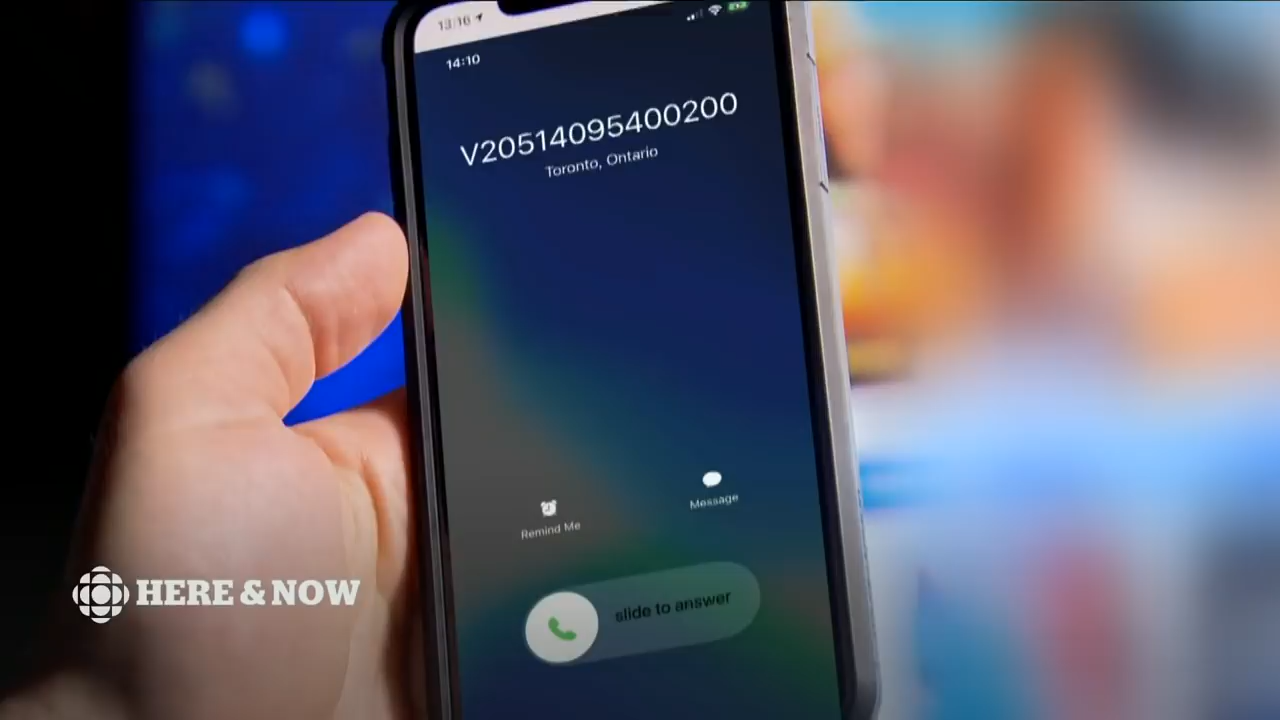 13:16
14:10
V20514095400200
Toronto, Ontario
Remind Me
Message
slide to answer
HERE & NOW